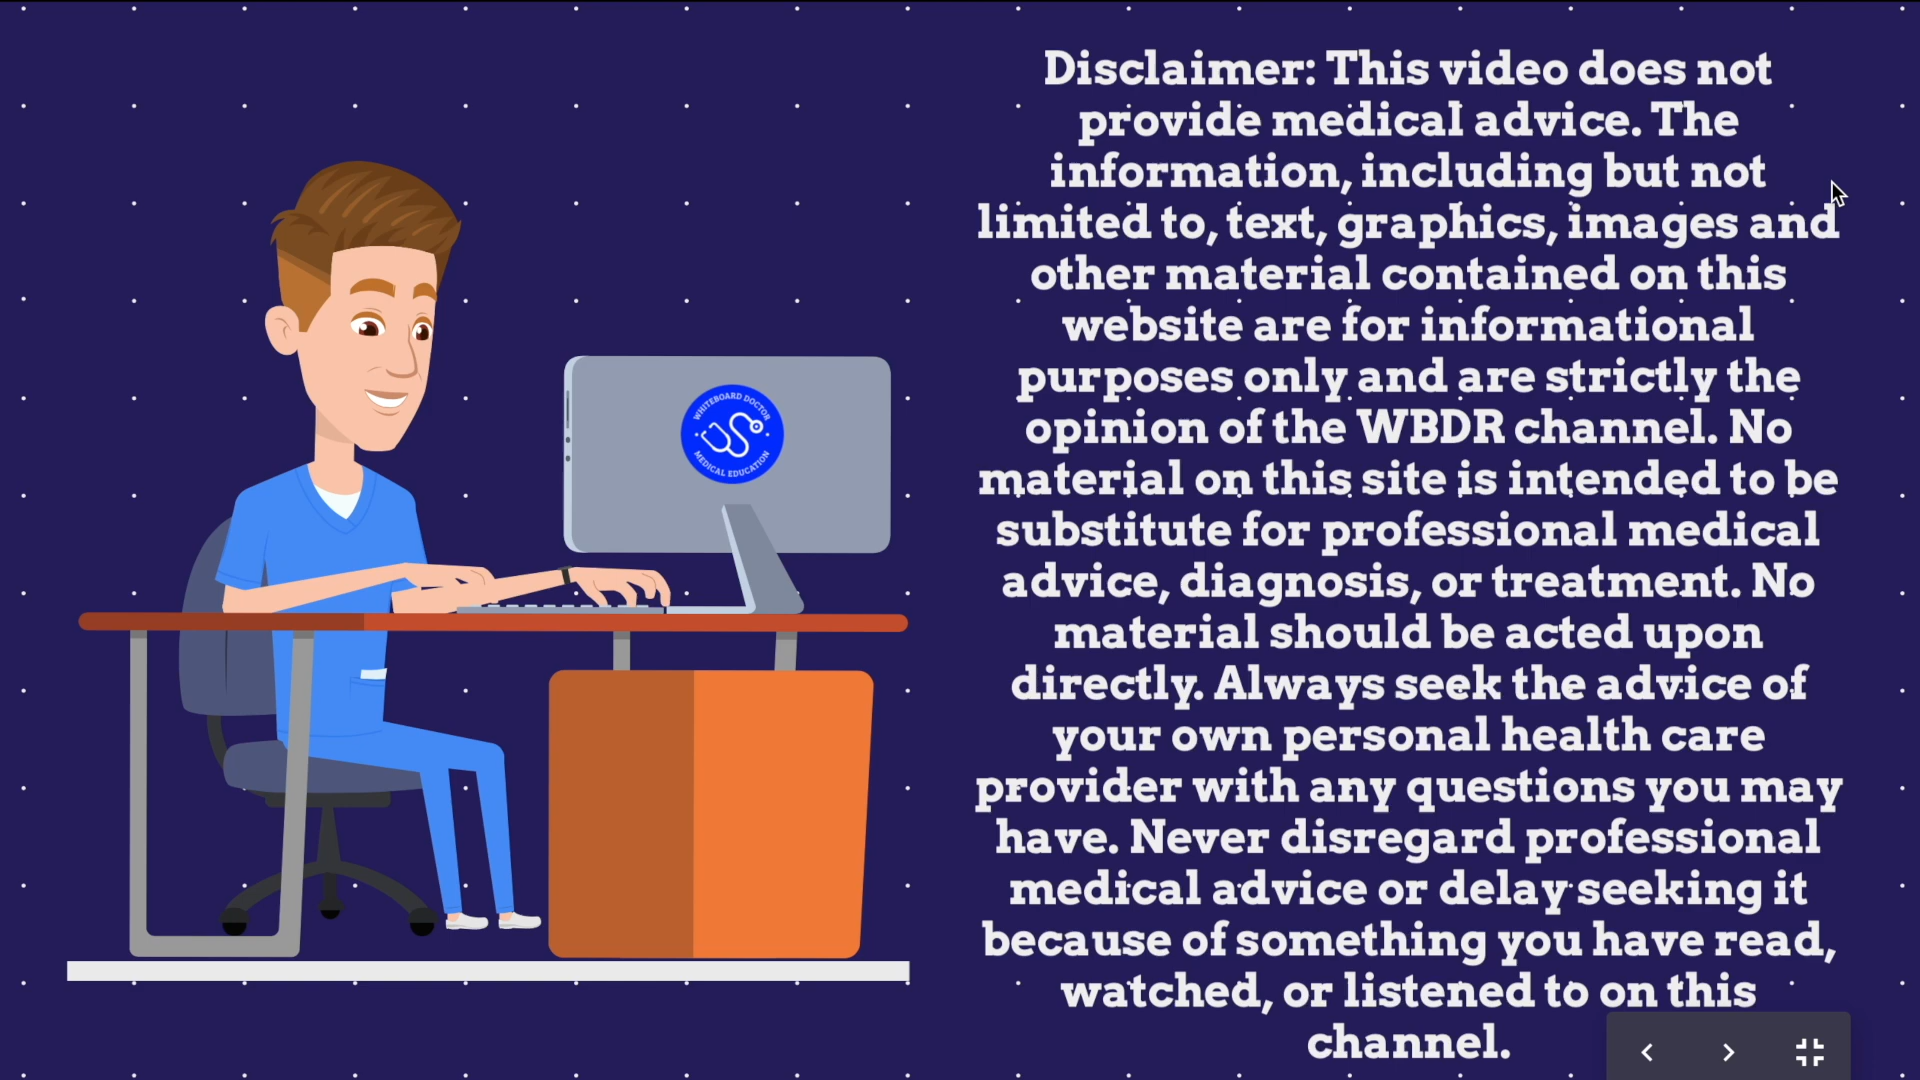 Disclaimer: This video does not
provide medical advice. The
information, including but not
limited to, text, graphics, images and
other material contained on this
website are for informational
purposes only and are strictly the
opinion of the WBDR channel. No
material on this site is intended to be
substitute for professional medical
advice, diagnosis, or treatment. No
material should be acted upon
directly. Always seek the advice of
your own personal health care
provider with any questions you may
have. Never disregard professional
medical advice or delay seeking it
because of something you have read,
watched, or listened to on this
channel.
WHITEBOARD DOCTOR
MEDICAL EDUCATION